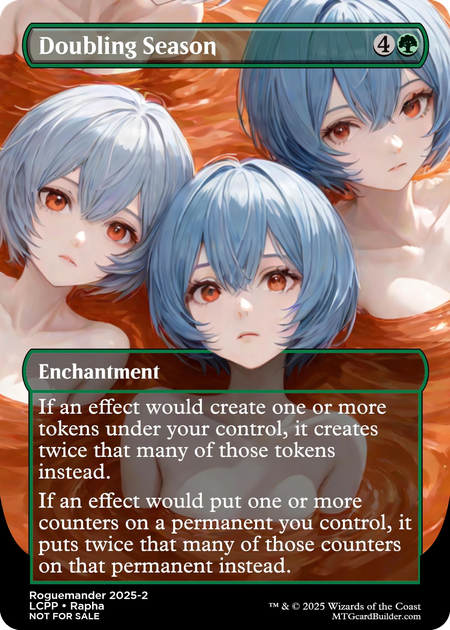 Doubling Season 4
Enchantment
If an effect would create one or more
tokens under your control, it creates
twice that many of those tokens
instead.
If an effect would put one or more
counters on a permanent you control, it
puts twice that many of those counters
on that permanent instead.
Roguemander 2025-2
LCPP • Rapha
NOT FOR SALE
™ & © 2025 Wizards of the Coast
MTGcardBuilder.com